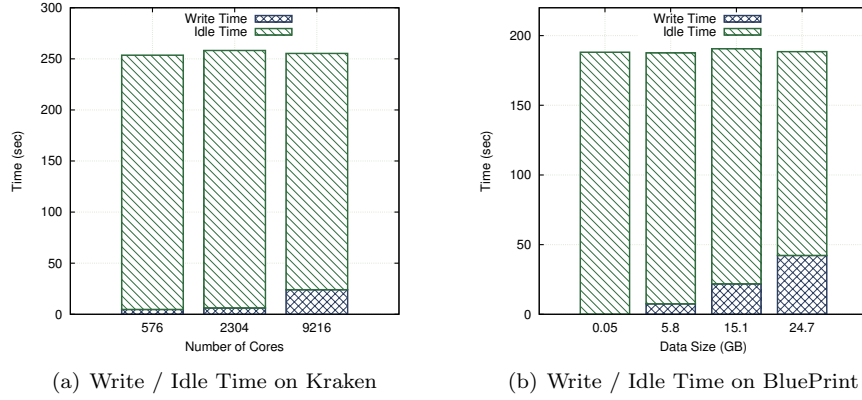 Write Time
Idle Time
300
250
200
150
100
50
0
Time (sec)
576 2304 9216
Number of Cores
(a) Write / Idle Time on Kraken
Write Time
Idle Time
200
150
100
50
0
Time (sec)
0.05 5.8 15.1 24.7
Data Size (GB)
(b) Write / Idle Time on BluePrint